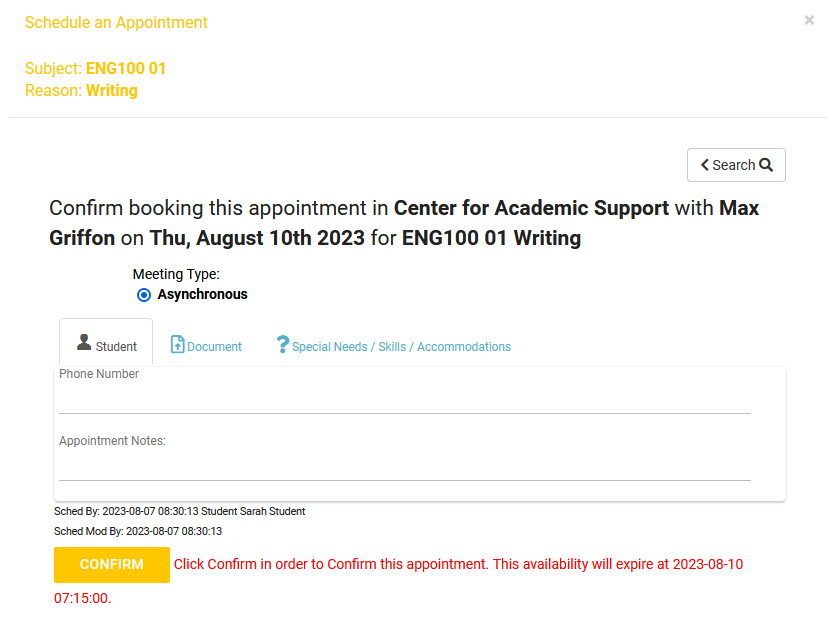 Schedule an Appointment
×
Subject: ENG100 01
Reason: Writing
Search
Confirm booking this appointment in Center for Academic Support with Max
Griffon on Thu, August 10th 2023 for ENG100 01 Writing
Meeting Type:
Asynchronous
Student
Document
Special Needs / Skills / Accommodations
Phone Number
Appointment Notes:
Sched By: 2023-08-07 08:30:13 Student Sarah Student
Sched Mod By: 2023-08-07 08:30:13
CONFIRM Click Confirm in order to Confirm this appointment. This availability will expire at 2023-08-10
07:15:00.